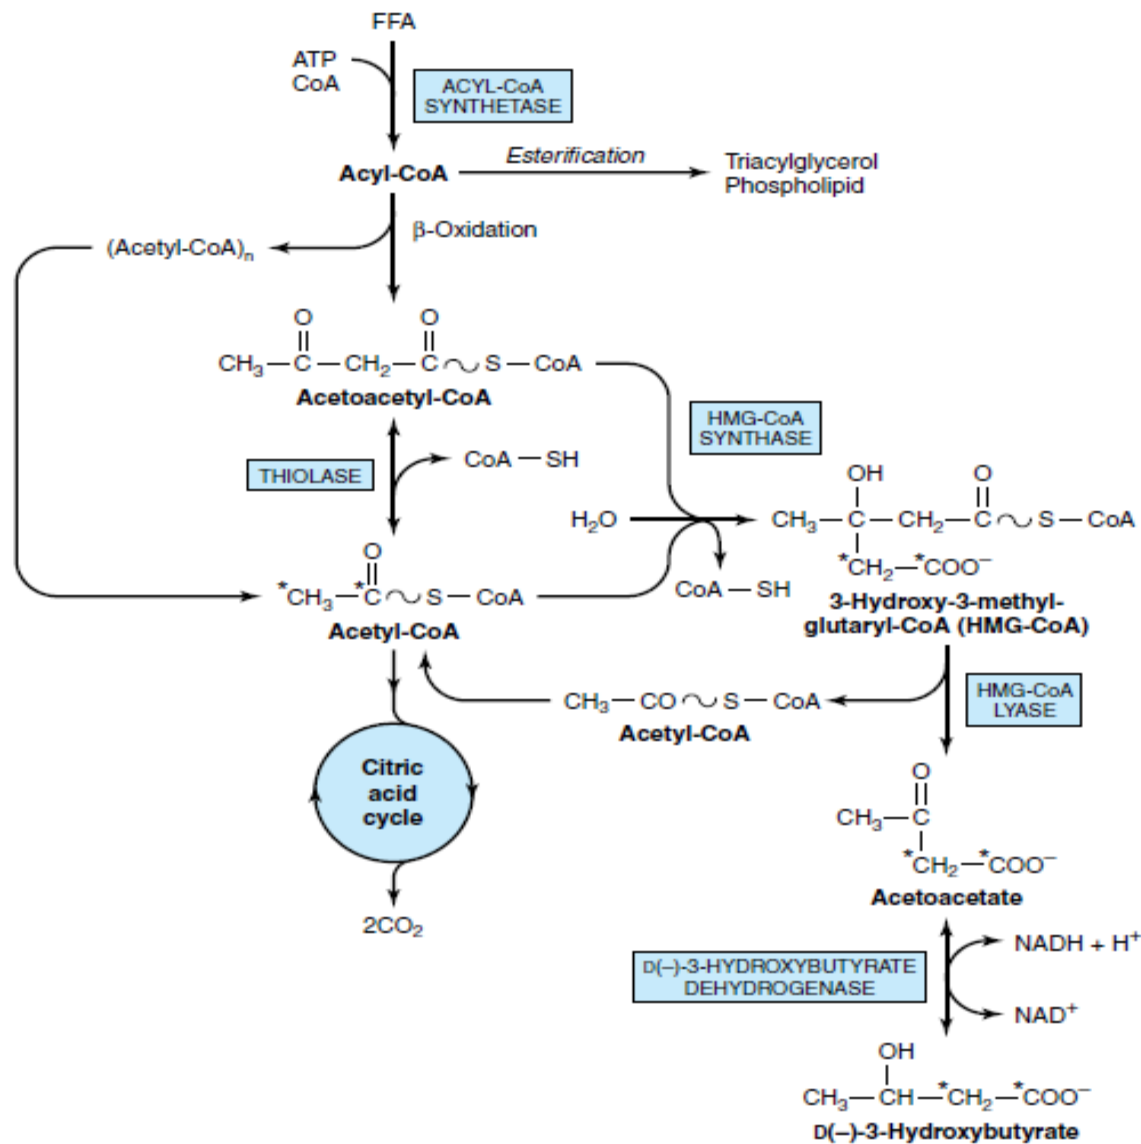 FFA
ATP
CoA
ACYL-CoA
SYNTHETASE
Acyl-CoA
Esterification
Triacylglycerol
Phospholipid
β-Oxidation
(Acetyl-CoA)n
O O
CH3—C—CH2—C~S—CoA
Acetoacetyl-CoA
HMG-CoA
SYNTHASE
THIOLASE
CoA—SH
OH O
H2O
CH3—C—CH2—C~S—CoA
*CH2—*COO−
3-Hydroxy-3-methyl-
glutaryl-CoA (HMG-CoA)
CoA—SH
O
*CH3—*C~S—CoA
Acetyl-CoA
HMG-CoA
LYASE
CH3—CO~S—CoA
Acetyl-CoA
Citric
acid
cycle
2CO2
O
CH3—C
*CH2—*COO−
Acetoacetate
D(–)-3-HYDROXYBUTYRATE
DEHYDROGENASE
NADH + H+
NAD+
OH
CH3—CH—*CH2—*COO−
D(–)-3-Hydroxybutyrate